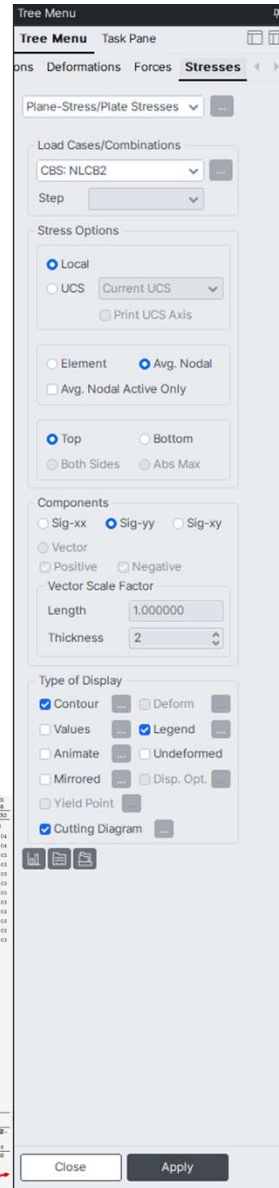 Tree Menu
Tree Menu Task Pane
ons Deformations Forces Stresses
Plane-Stress/Plate Stresses ...
Load Cases/Combinations
CBS: NLCB2 ...
Step
Stress Options
Local
UCS Current UCS
Print UCS Axis
Element Avg. Nodal
Avg. Nodal Active Only
Top Bottom
Both Sides Abs Max
Components
Sig-xx Sig-yy Sig-xy
Vector
Positive Negative
Vector Scale Factor
Length 1.000000
Thickness 2
Type of Display
Contour ... Deform ...
Values ... Legend ...
Animate ... Undeformed
Mirrored ... Disp. Opt. ...
Yield Point ...
Cutting Diagram ...
Close Apply